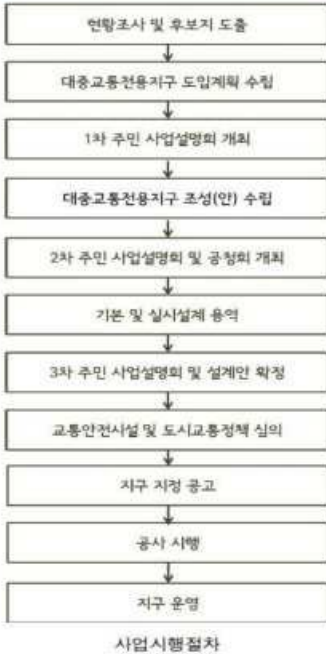 현황조사 및 후보지 도출
대중교통전용지구 도입계획 수립
1차 주민 사업설명회 개최
대중교통전용지구 조성(안) 수립
2차 주민 사업설명회 및 공청회 개최
기본 및 실시설계 용역
3차 주민 사업설명회 및 설계안 확정
교통안전시설 및 도시교통정책 심의
지구 지정 공고
공사 시행
지구 운영
사업시행절차